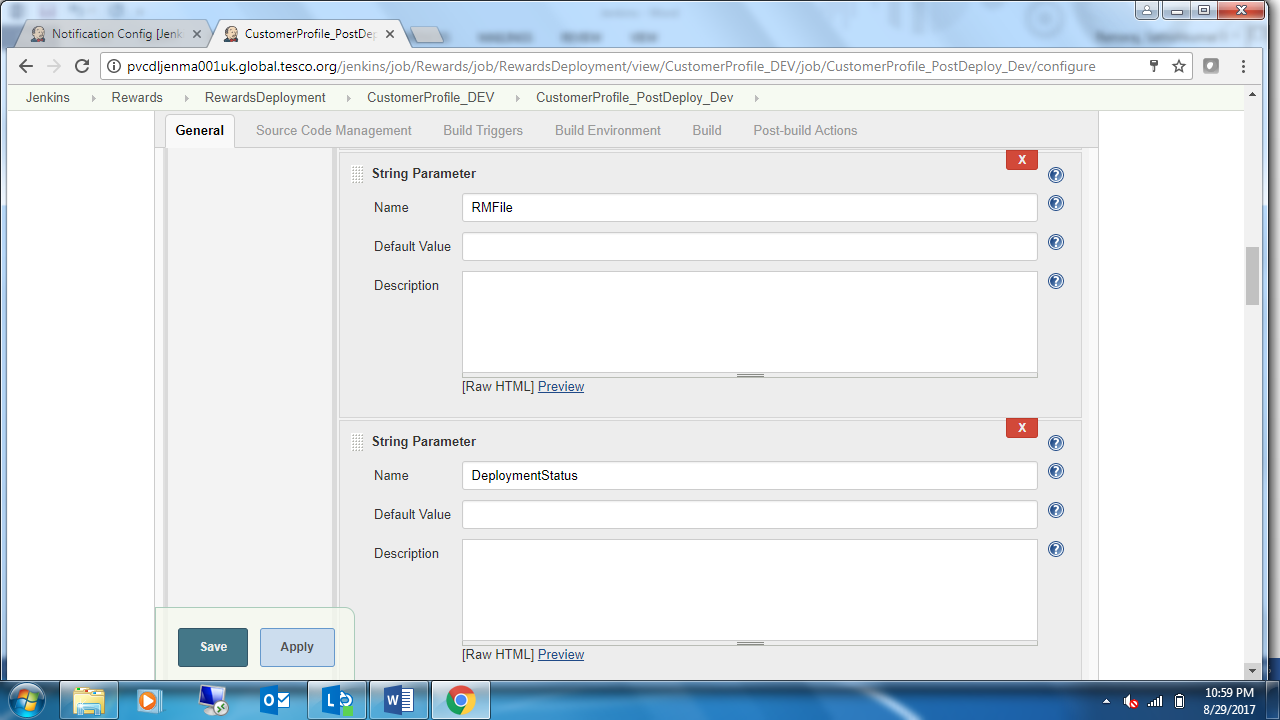 Notification Config [Jenk
CustomerProfile_PostDep
pvcdljenma001uk.global.tesco.org/jenkins/job/Rewards/job/RewardsDeployment/view/CustomerProfile_DEV/job/CustomerProfile_PostDeploy_Dev/configure
Jenkins Rewards RewardsDeployment CustomerProfile_DEV CustomerProfile_PostDeploy_Dev
General Source Code Management Build Triggers Build Environment Build Post-build Actions
X
String Parameter
Name RMFile
Default Value
Description
[Raw HTML] Preview
X
String Parameter
Name DeploymentStatus
Default Value
Description
[Raw HTML] Preview
Save Apply
10:59 PM
8/29/2017